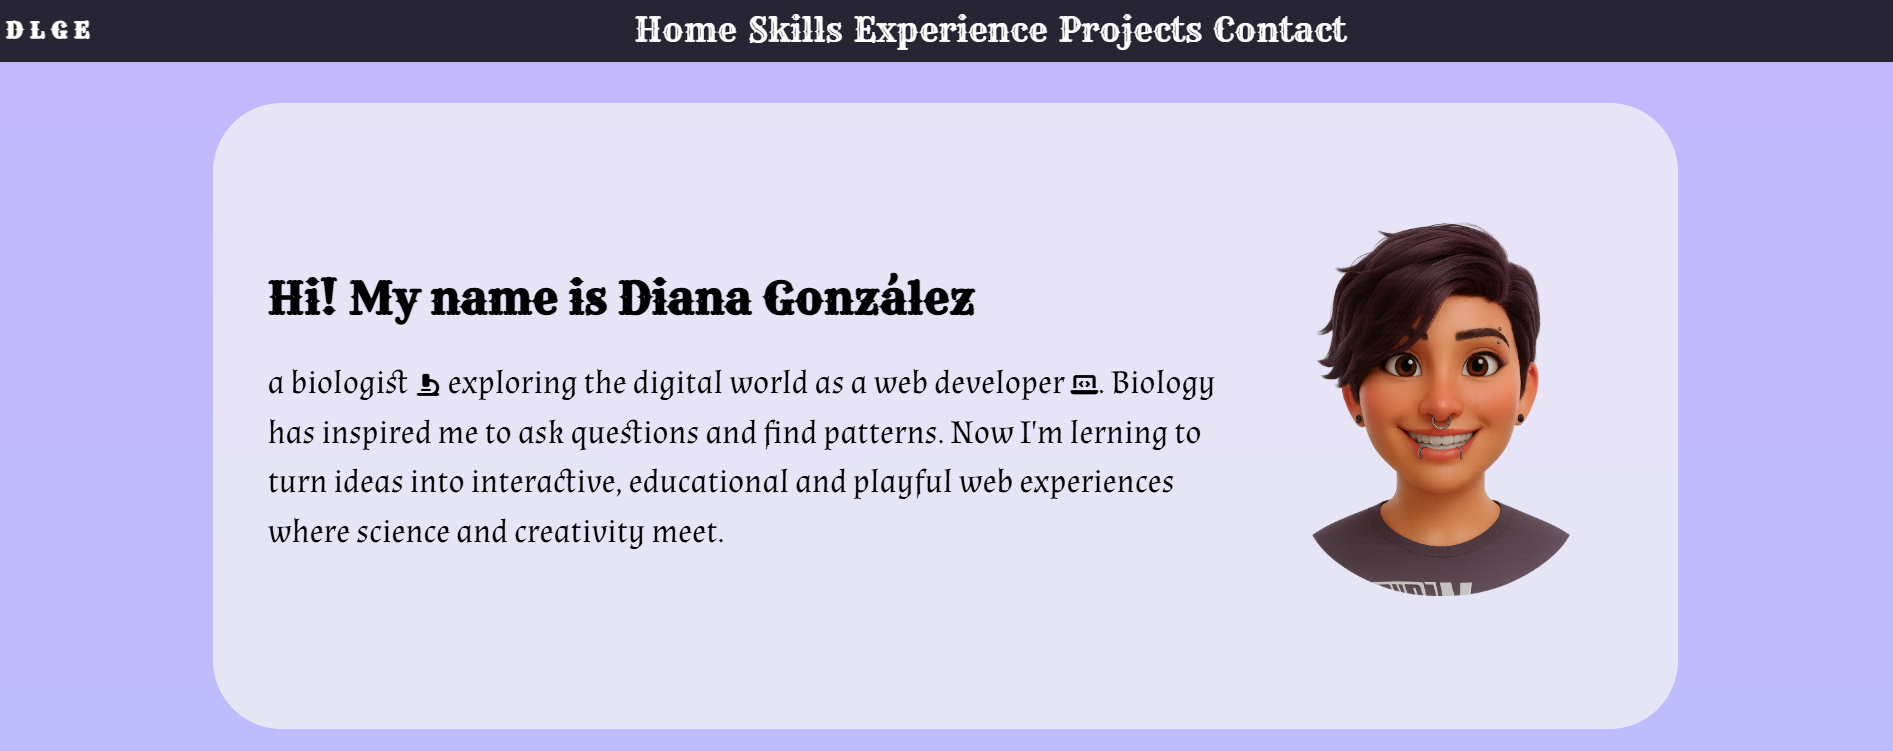 DLGE
Home Skills Experience Projects Contact
Hi! My name is Diana González
a biologist exploring the digital world as a web developer . Biology
has inspired me to ask questions and find patterns. Now I'm lerning to
turn ideas into interactive, educational and playful web experiences
where science and creativity meet.